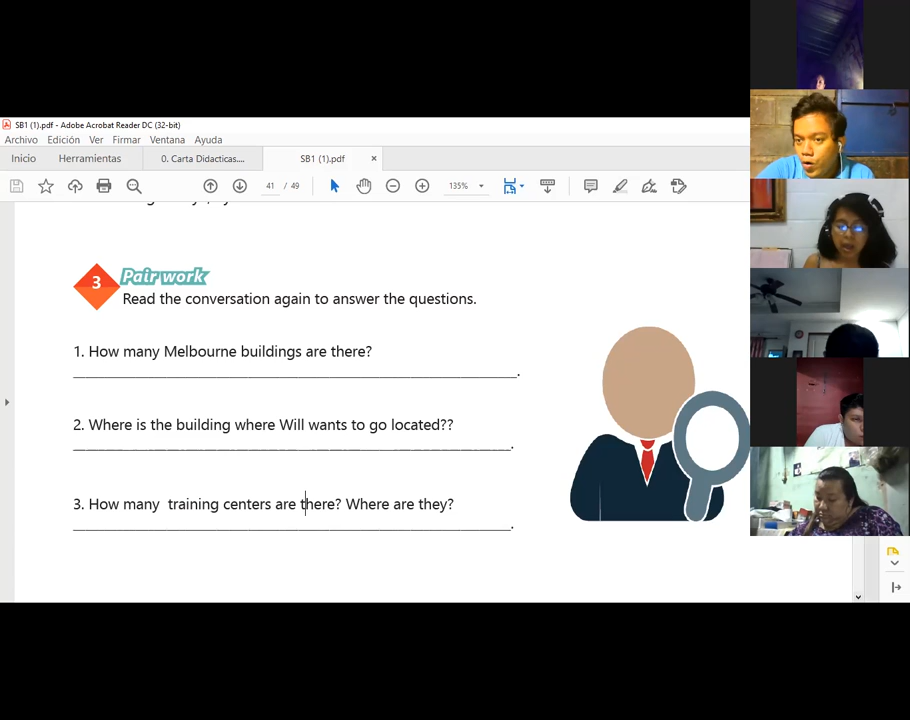 SB1 (1).pdf - Adobe Acrobat Reader DC (32-bit)
Archivo Edición Ver Firmar Ventana Ayuda
Inicio Herramientas 0. Carta Didacticas.... SB1 (1).pdf ×
41 / 49 135%
3 Pair work
Read the conversation again to answer the questions.
1. How many Melbourne buildings are there?
2. Where is the building where Will wants to go located??
3. How many training centers are there? Where are they?